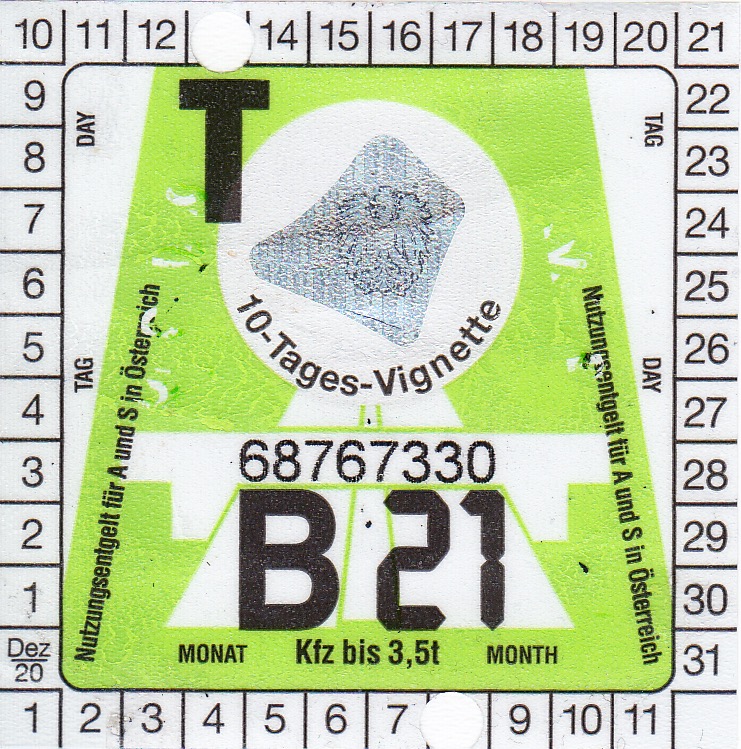 10 11 12 14 15 16 17 18 19 20 21
9
8
7
6
5
4
3
2
1
Dez
20
22
23
24
25
26
27
28
29
30
31
DAY
TAG
T
10-Tages-Vignette
TAG
DAY
Nutzungsentgelt für A und S in Österreich
Nutzungsentgelt für A und S in Österreich
68767330
B 21
MONAT Kfz bis 3,5t MONTH
1 2 3 4 5 6 7 9 10 11